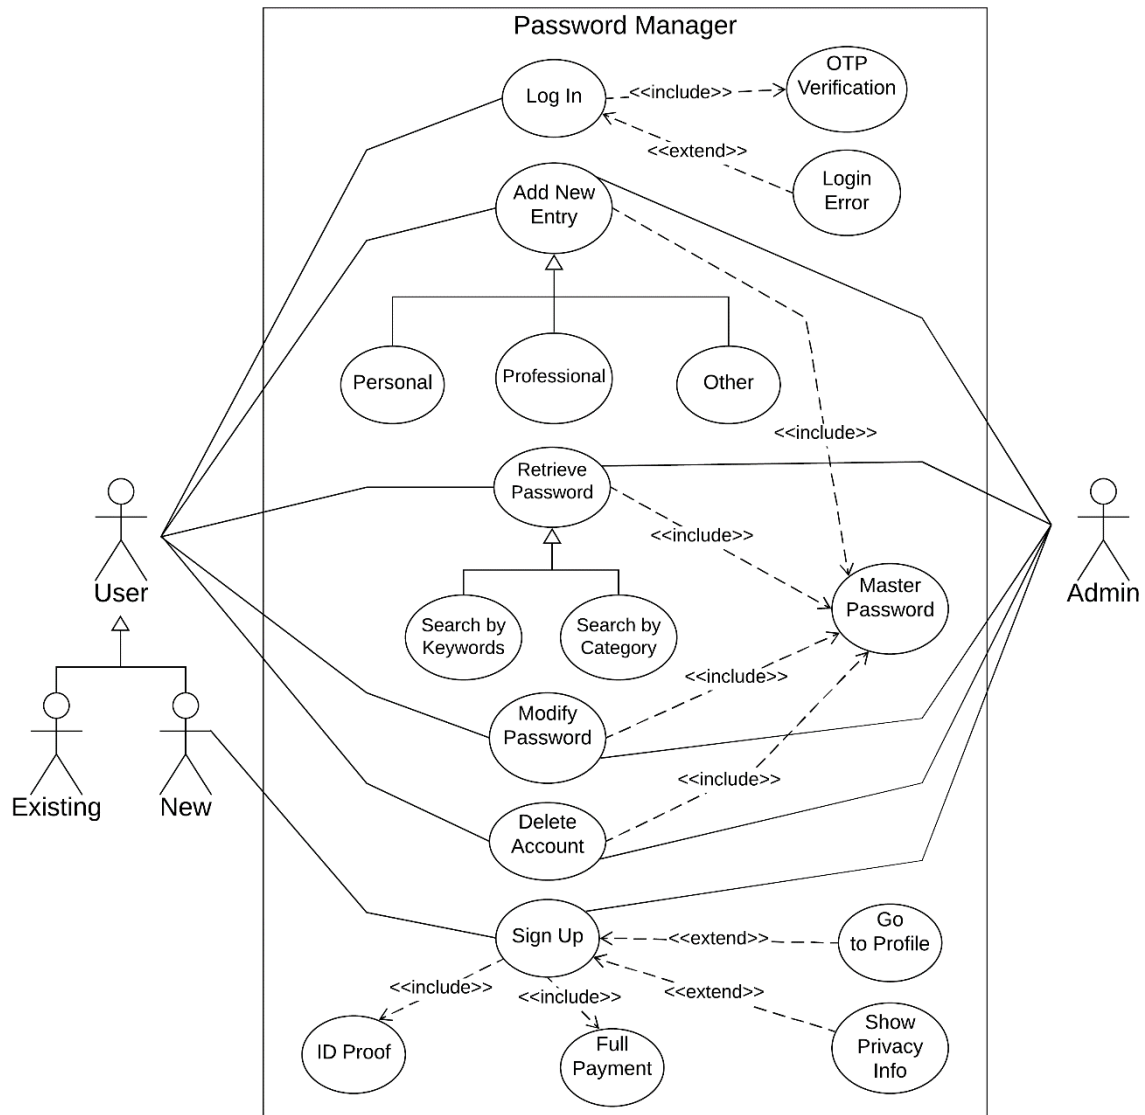 Password Manager
Log In
<<include>>
OTP
Verification
<<extend>>
Login
Error
Add New
Entry
Personal
Professional
Other
<<include>>
Retrieve
Password
<<include>>
User
Admin
Master
Password
Search by
Keywords
Search by
Category
<<include>>
Modify
Password
Existing
New
<<include>>
Delete
Account
Sign Up
<<extend>>
Go
to Profile
<<include>>
<<include>>
<<extend>>
ID Proof
Full
Payment
Show
Privacy
Info